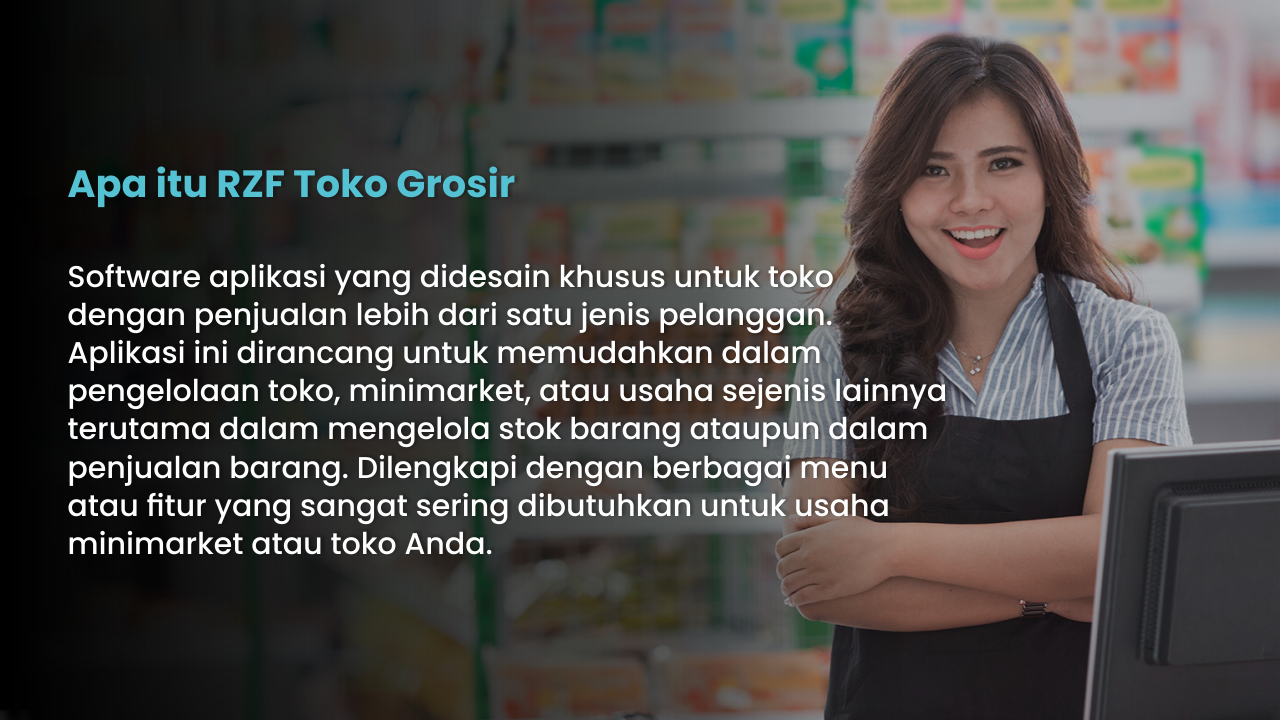 Apa itu RZF Toko Grosir
Software aplikasi yang didesain khusus untuk toko
dengan penjualan lebih dari satu jenis pelanggan.
Aplikasi ini dirancang untuk memudahkan dalam
pengelolaan toko, minimarket, atau usaha sejenis lainnya
terutama dalam mengelola stok barang ataupun dalam
penjualan barang. Dilengkapi dengan berbagai menu
atau fitur yang sangat sering dibutuhkan untuk usaha
minimarket atau toko Anda.